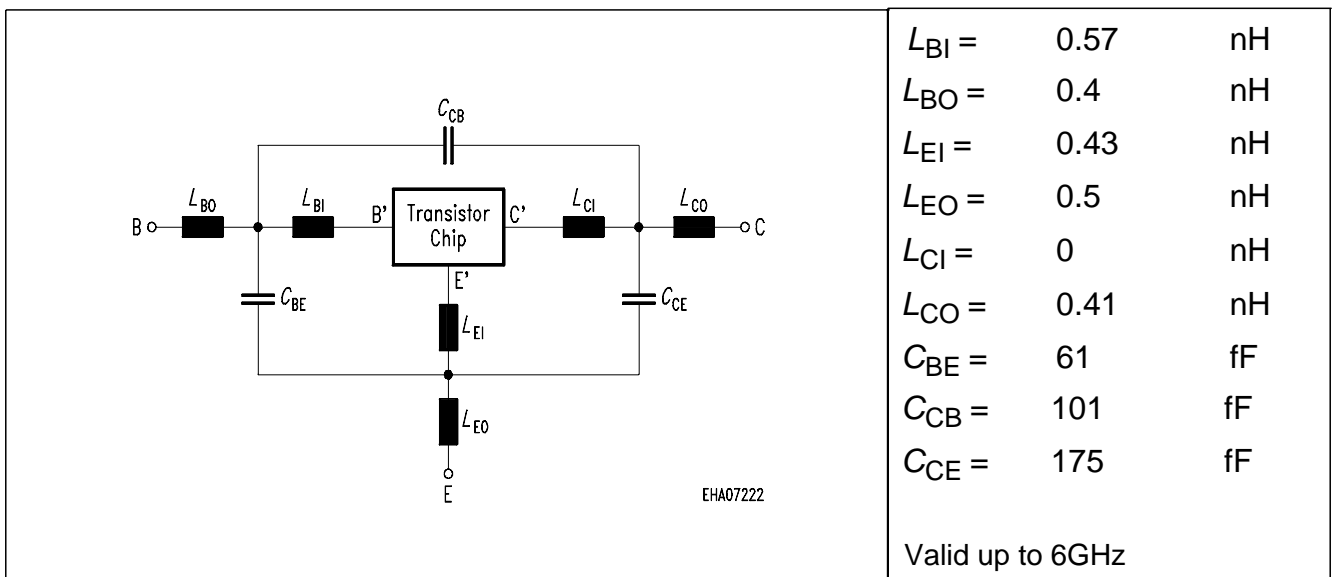 C_CB
L_BO
L_BI
B' Transistor Chip C'
L_CI
L_CO
B
C
E'
C_BE
C_CE
L_EI
L_EO
E
EHA07222
L_BI = 0.57 nH
L_BO = 0.4 nH
L_EI = 0.43 nH
L_EO = 0.5 nH
L_CI = 0 nH
L_CO = 0.41 nH
C_BE = 61 fF
C_CB = 101 fF
C_CE = 175 fF
Valid up to 6GHz